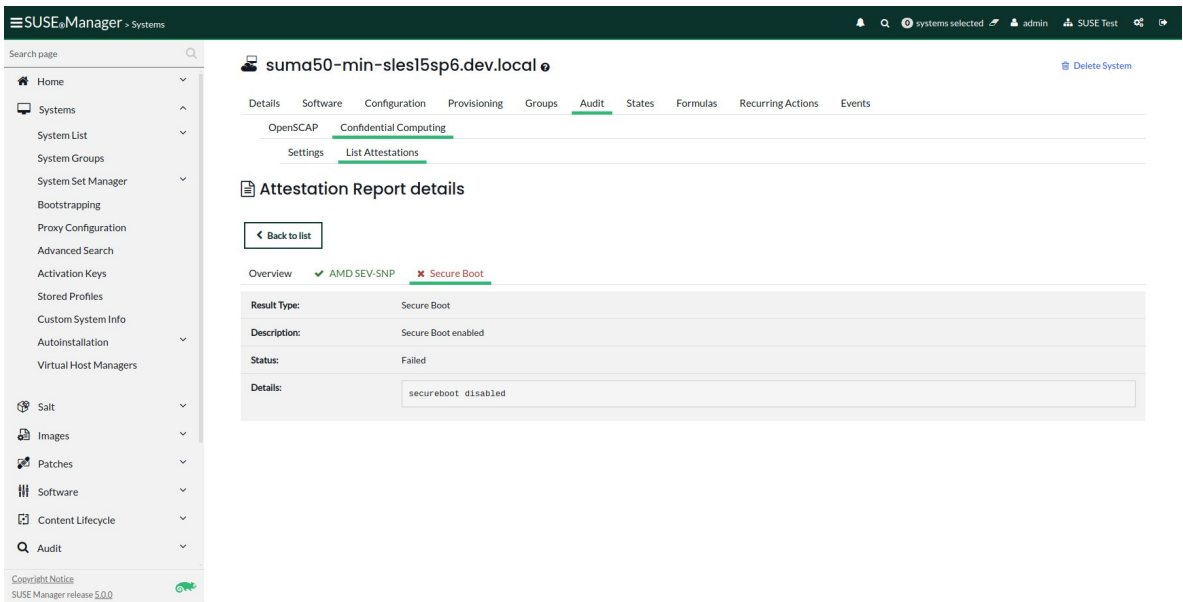 SUSE®Manager > Systems
0 systems selected admin SUSE Test
Search page
Home
Systems
System List
System Groups
System Set Manager
Bootstrapping
Proxy Configuration
Advanced Search
Activation Keys
Stored Profiles
Custom System Info
Autoinstallation
Virtual Host Managers
Salt
Images
Patches
Software
Content Lifecycle
Audit
Copyright Notice
SUSE Manager release 5.0.0
suma50-min-sles15sp6.dev.local
Delete System
Details Software Configuration Provisioning Groups Audit States Formulas Recurring Actions Events
OpenSCAP Confidential Computing
Settings List Attestations
Attestation Report details
Back to list
Overview AMD SEV-SNP Secure Boot
Result Type: Secure Boot
Description: Secure Boot enabled
Status: Failed
Details: secureboot disabled